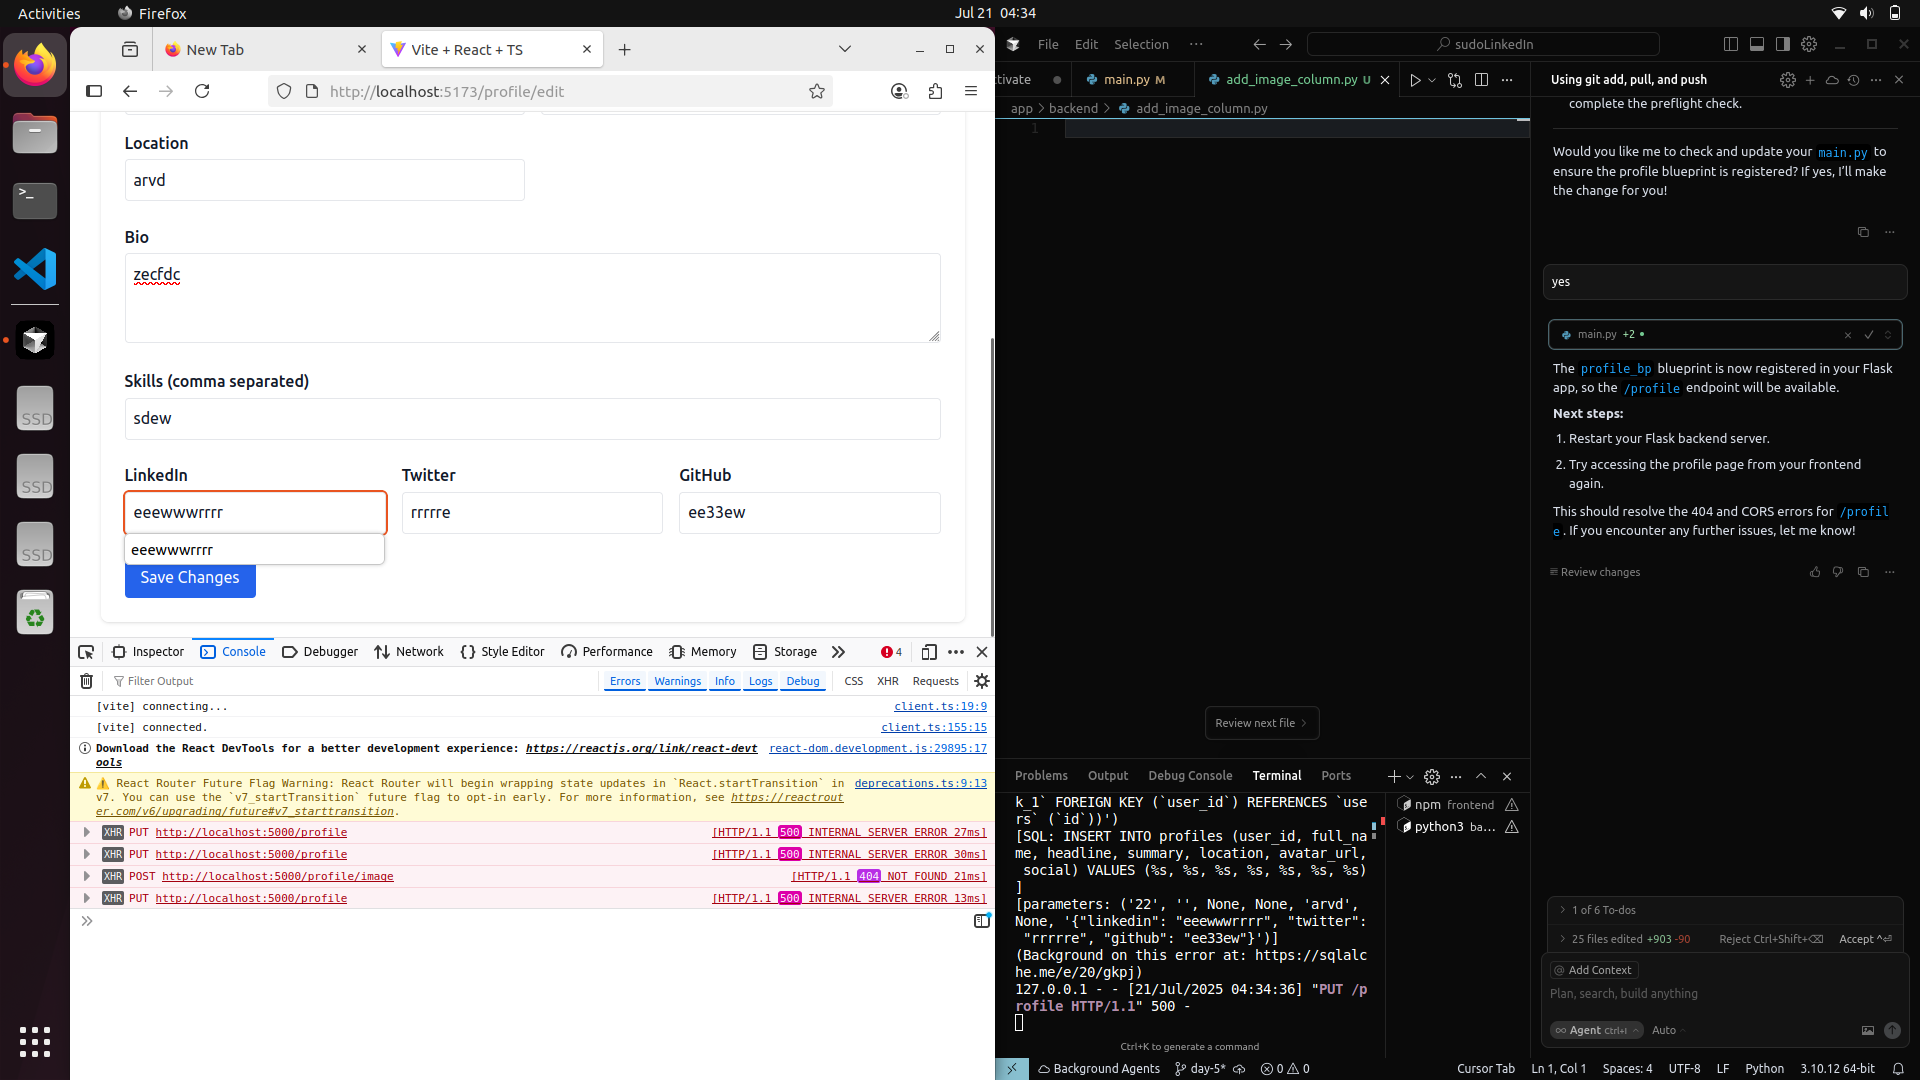 Activities
Firefox
Jul 21 04:34
New Tab
Vite + React + TS
http://localhost:5173/profile/edit
Location
arvd
Bio
zecfdc
Skills (comma separated)
sdew
LinkedIn
Twitter
GitHub
eeewwwrrrr
rrrrre
ee33ew
eeewwwrrrr
Save Changes
SSD
SSD
SSD
Inspector
Console
Debugger
Network
Style Editor
Performance
Memory
Storage
4
Filter Output
Errors
Warnings
Info
Logs
Debug
CSS
XHR
Requests
[vite] connecting...
client.ts:19:9
[vite] connected.
client.ts:155:15
Download the React DevTools for a better development experience: https://reactjs.org/link/react-devt
ools
react-dom.development.js:29895:17
React Router Future Flag Warning: React Router will begin wrapping state updates in `React.startTransition` in
v7. You can use the `v7_startTransition` future flag to opt-in early. For more information, see https://reactrout
er.com/v6/upgrading/future#v7_starttransition.
deprecations.ts:9:13
XHR PUT http://localhost:5000/profile [HTTP/1.1 500 INTERNAL SERVER ERROR 27ms]
XHR PUT http://localhost:5000/profile [HTTP/1.1 500 INTERNAL SERVER ERROR 30ms]
XHR POST http://localhost:5000/profile/image [HTTP/1.1 404 NOT FOUND 21ms]
XHR PUT http://localhost:5000/profile [HTTP/1.1 500 INTERNAL SERVER ERROR 13ms]
File
Edit
Selection
sudoLinkedIn
ctivate
main.py M
add_image_column.py U
app > backend > add_image_column.py
1
Review next file
Problems
Output
Debug Console
Terminal
Ports
k_1` FOREIGN KEY (`user_id`) REFERENCES `use
rs` (`id`))')
[SQL: INSERT INTO profiles (user_id, full_na
me, headline, summary, location, avatar_url,
social) VALUES (%s, %s, %s, %s, %s, %s, %s)
]
[parameters: ('22', '', None, None, 'arvd',
None, '{"linkedin": "eeewwwrrrr", "twitter":
"rrrrre", "github": "ee33ew"}')]
(Background on this error at: https://sqlalc
he.me/e/20/gkpj)
127.0.0.1 - - [21/Jul/2025 04:34:36] "PUT /p
rofile HTTP/1.1" 500 -
Ctrl+K to generate a command
npm frontend
python3 ba...
Using git add, pull, and push
complete the preflight check.
Would you like me to check and update your main.py to
ensure the profile blueprint is registered? If yes, I'll make
the change for you!
yes
main.py +2
The profile_bp blueprint is now registered in your Flask
app, so the /profile endpoint will be available.
Next steps:
1. Restart your Flask backend server.
2. Try accessing the profile page from your frontend
again.
This should resolve the 404 and CORS errors for /profil
e. If you encounter any further issues, let me know!
Review changes
1 of 6 To-dos
25 files edited +903 -90
Reject Ctrl+Shift+⌫
Accept ^⏎
@ Add Context
Plan, search, build anything
Agent Ctrl+I
Auto
Background Agents
day-5*
0
0
Cursor Tab
Ln 1, Col 1
Spaces: 4
UTF-8
LF
Python
3.10.12 64-bit